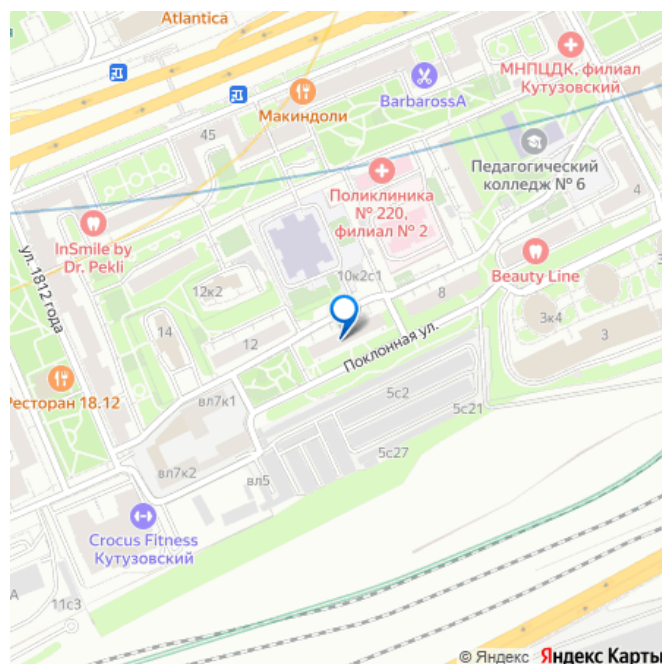 Atlantica
МНПЦДК, филиал
Кутузовский
BarbarossA
Макиндоли
45
Педагогический
колледж № 6
Поликлиника
№ 220,
филиал № 2
4
InSmile by
Dr. Pekli
ул. 1812 года
Beauty Line
10к2с1
12к2
8
3к4
3
14
12
Поклонная ул.
Ресторан 18.12
вл7к1
5с2
5с21
5с27
вл7к2
вл5
Crocus Fitness
Кутузовский
11с3
© Яндекс Яндекс Карты